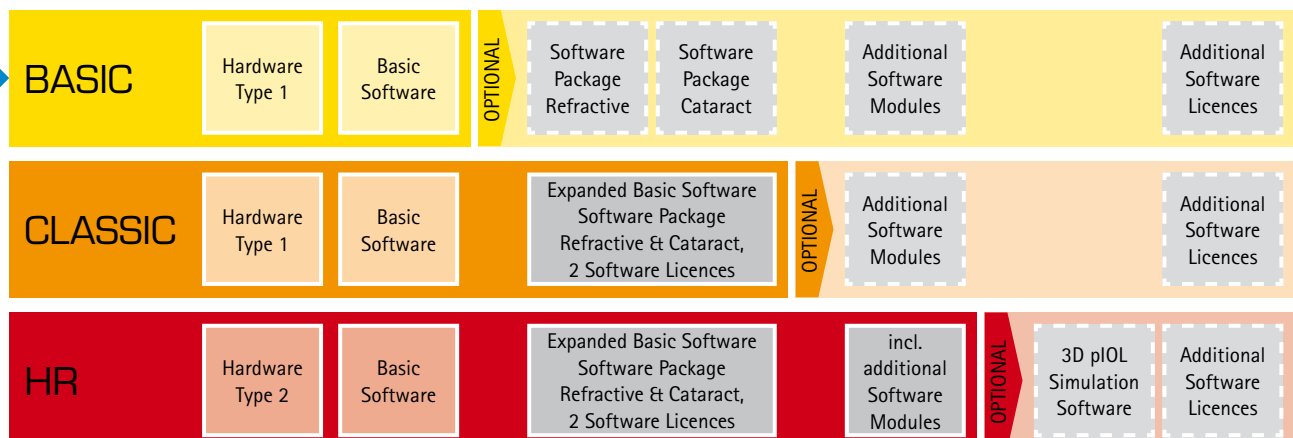 BASIC
Hardware
Type 1
Basic
Software
OPTIONAL
Software
Package
Refractive
Software
Package
Cataract
Additional
Software
Modules
Additional
Software
Licences
CLASSIC
Hardware
Type 1
Basic
Software
Expanded Basic Software
Software Package
Refractive & Cataract,
2 Software Licences
OPTIONAL
Additional
Software
Modules
Additional
Software
Licences
HR
Hardware
Type 2
Basic
Software
Expanded Basic Software
Software Package
Refractive & Cataract,
2 Software Licences
incl.
additional
Software
Modules
OPTIONAL
3D pIOL
Simulation
Software
Additional
Software
Licences